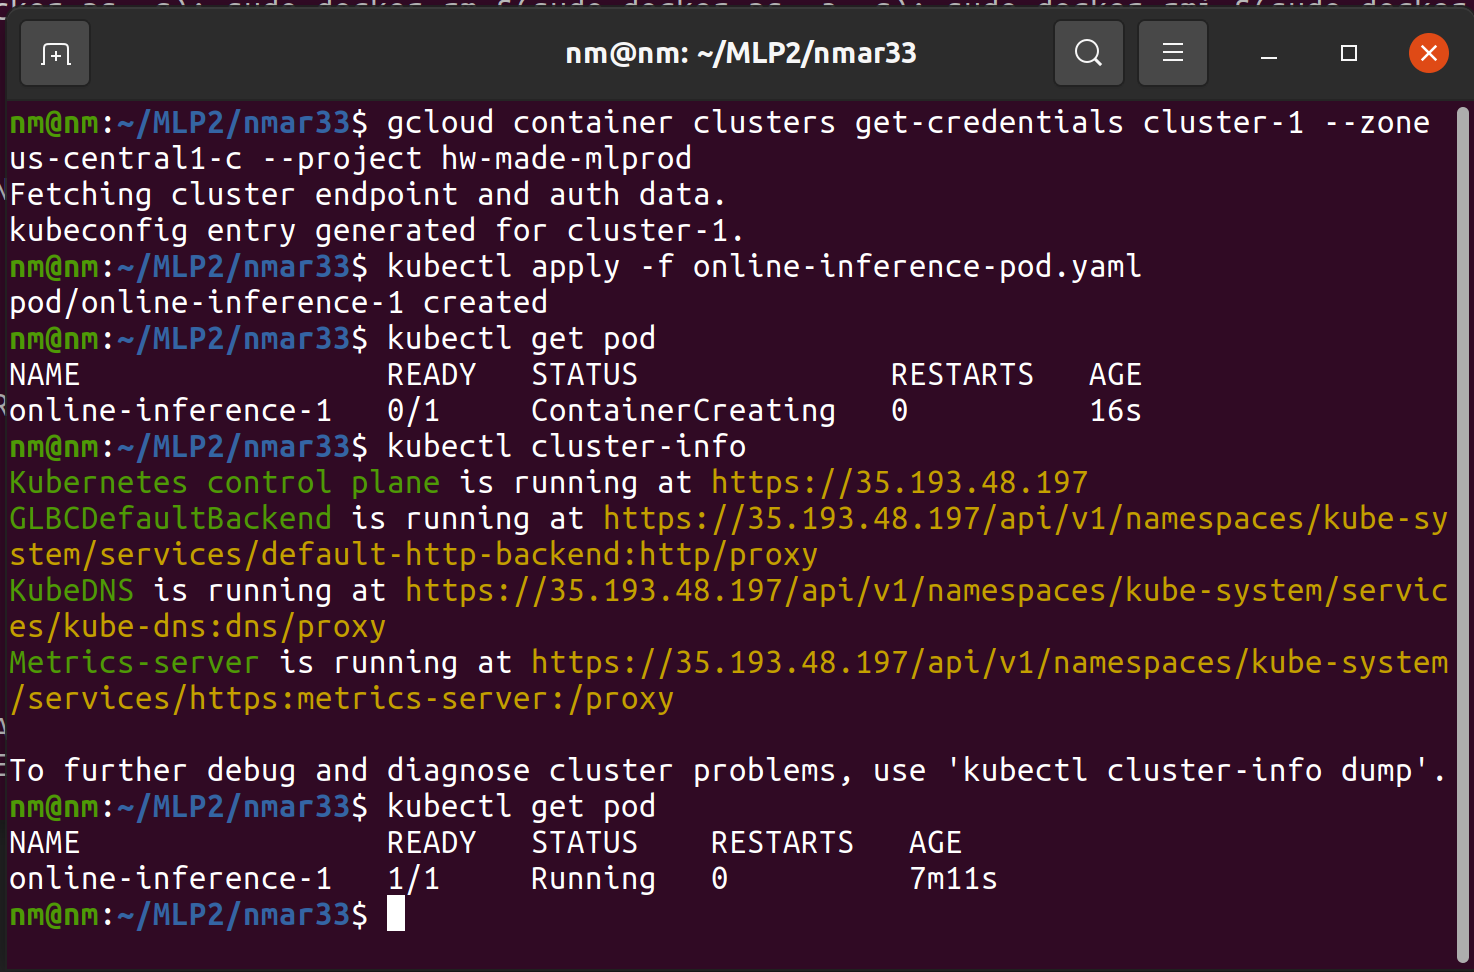 nm@nm: ~/MLP2/nmar33
nm@nm:~/MLP2/nmar33$ gcloud container clusters get-credentials cluster-1 --zone
us-central1-c --project hw-made-mlprod
Fetching cluster endpoint and auth data.
kubeconfig entry generated for cluster-1.
nm@nm:~/MLP2/nmar33$ kubectl apply -f online-inference-pod.yaml
pod/online-inference-1 created
nm@nm:~/MLP2/nmar33$ kubectl get pod
NAME                 READY   STATUS              RESTARTS   AGE
online-inference-1   0/1     ContainerCreating   0          16s
nm@nm:~/MLP2/nmar33$ kubectl cluster-info
Kubernetes control plane is running at https://35.193.48.197
GLBCDefaultBackend is running at https://35.193.48.197/api/v1/namespaces/kube-sy
stem/services/default-http-backend:http/proxy
KubeDNS is running at https://35.193.48.197/api/v1/namespaces/kube-system/servic
es/kube-dns:dns/proxy
Metrics-server is running at https://35.193.48.197/api/v1/namespaces/kube-system
/services/https:metrics-server:/proxy

To further debug and diagnose cluster problems, use 'kubectl cluster-info dump'.
nm@nm:~/MLP2/nmar33$ kubectl get pod
NAME                 READY   STATUS    RESTARTS   AGE
online-inference-1   1/1     Running   0          7m11s
nm@nm:~/MLP2/nmar33$